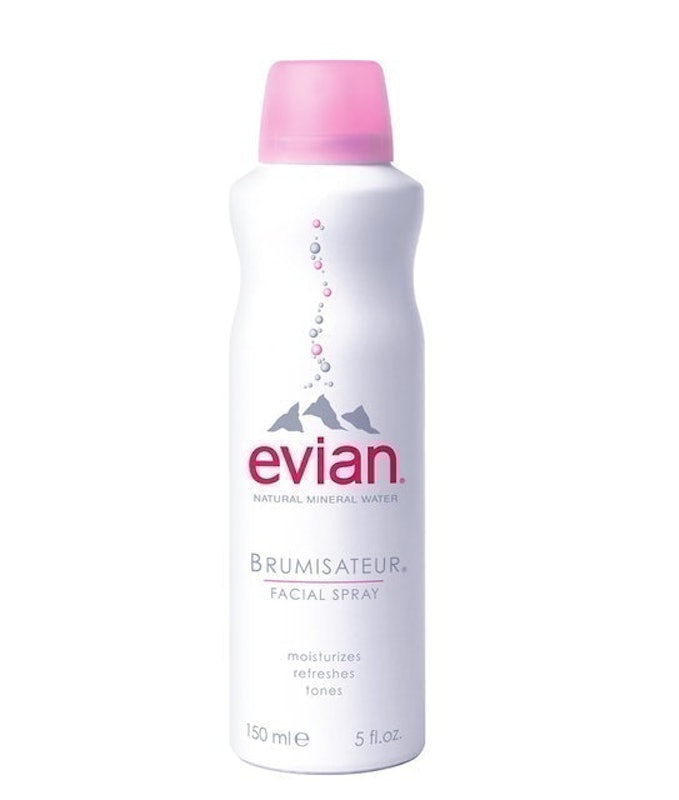 evian®
NATURAL MINERAL WATER
BRUMISATEUR®
FACIAL SPRAY
moisturizes
refreshes
tones
150 ml ℮ 5 fl.oz.